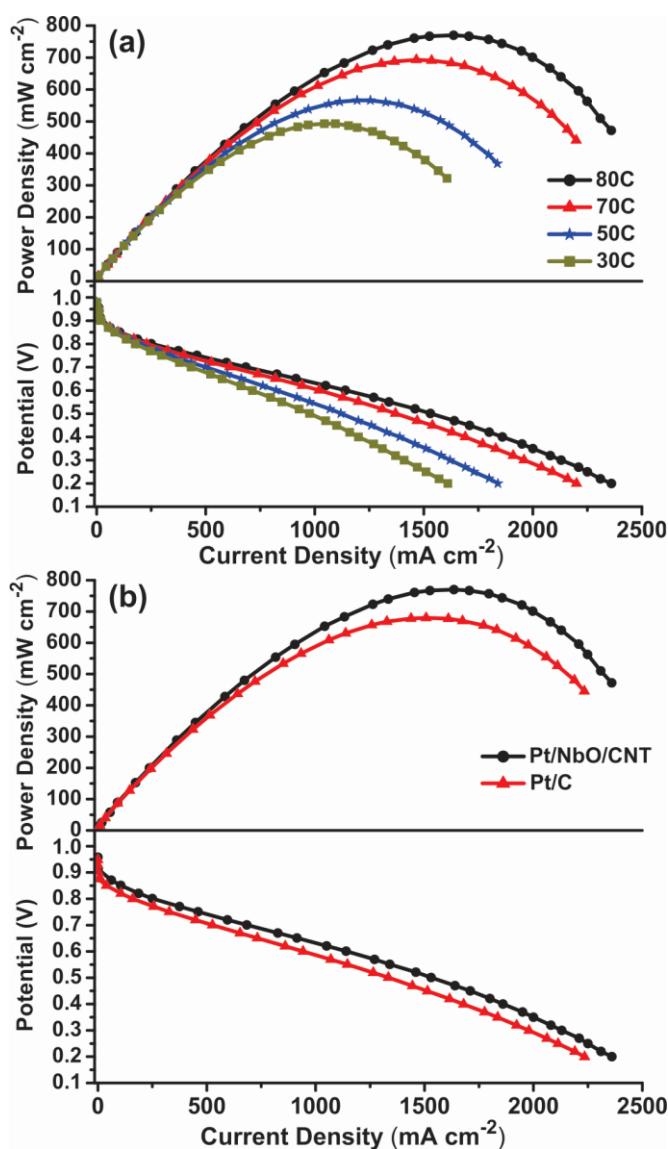 (a)
Power Density (mW cm-2)
800
700
600
500
400
300
200
100
0
80C
70C
50C
30C
Potential (V)
1.0
0.9
0.8
0.7
0.6
0.5
0.4
0.3
0.2
0.1
0 500 1000 1500 2000 2500
Current Density (mA cm-2)
(b)
Power Density (mW cm-2)
800
700
600
500
400
300
200
100
0
Pt/NbO/CNT
Pt/C
Potential (V)
1.0
0.9
0.8
0.7
0.6
0.5
0.4
0.3
0.2
0.1
0 500 1000 1500 2000 2500
Current Density (mA cm-2)